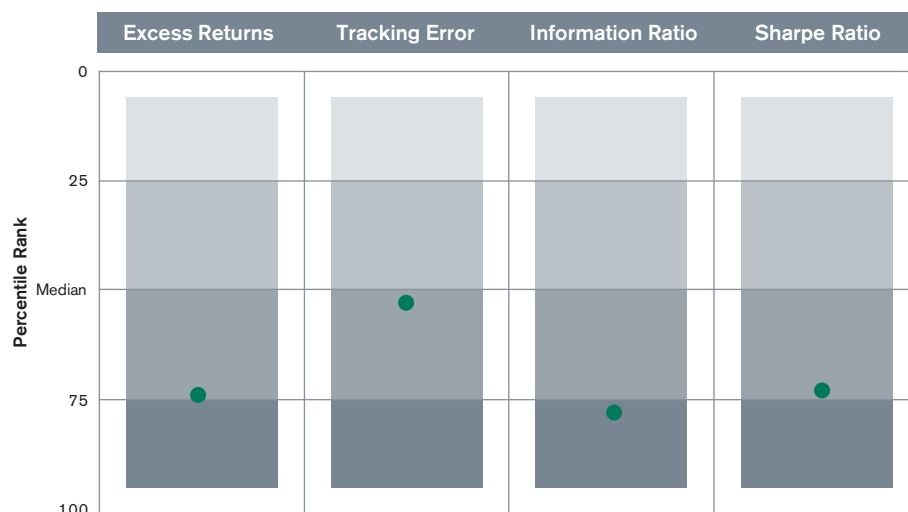 Excess Returns
Tracking Error
Information Ratio
Sharpe Ratio
Percentile Rank
0
25
Median
75
100